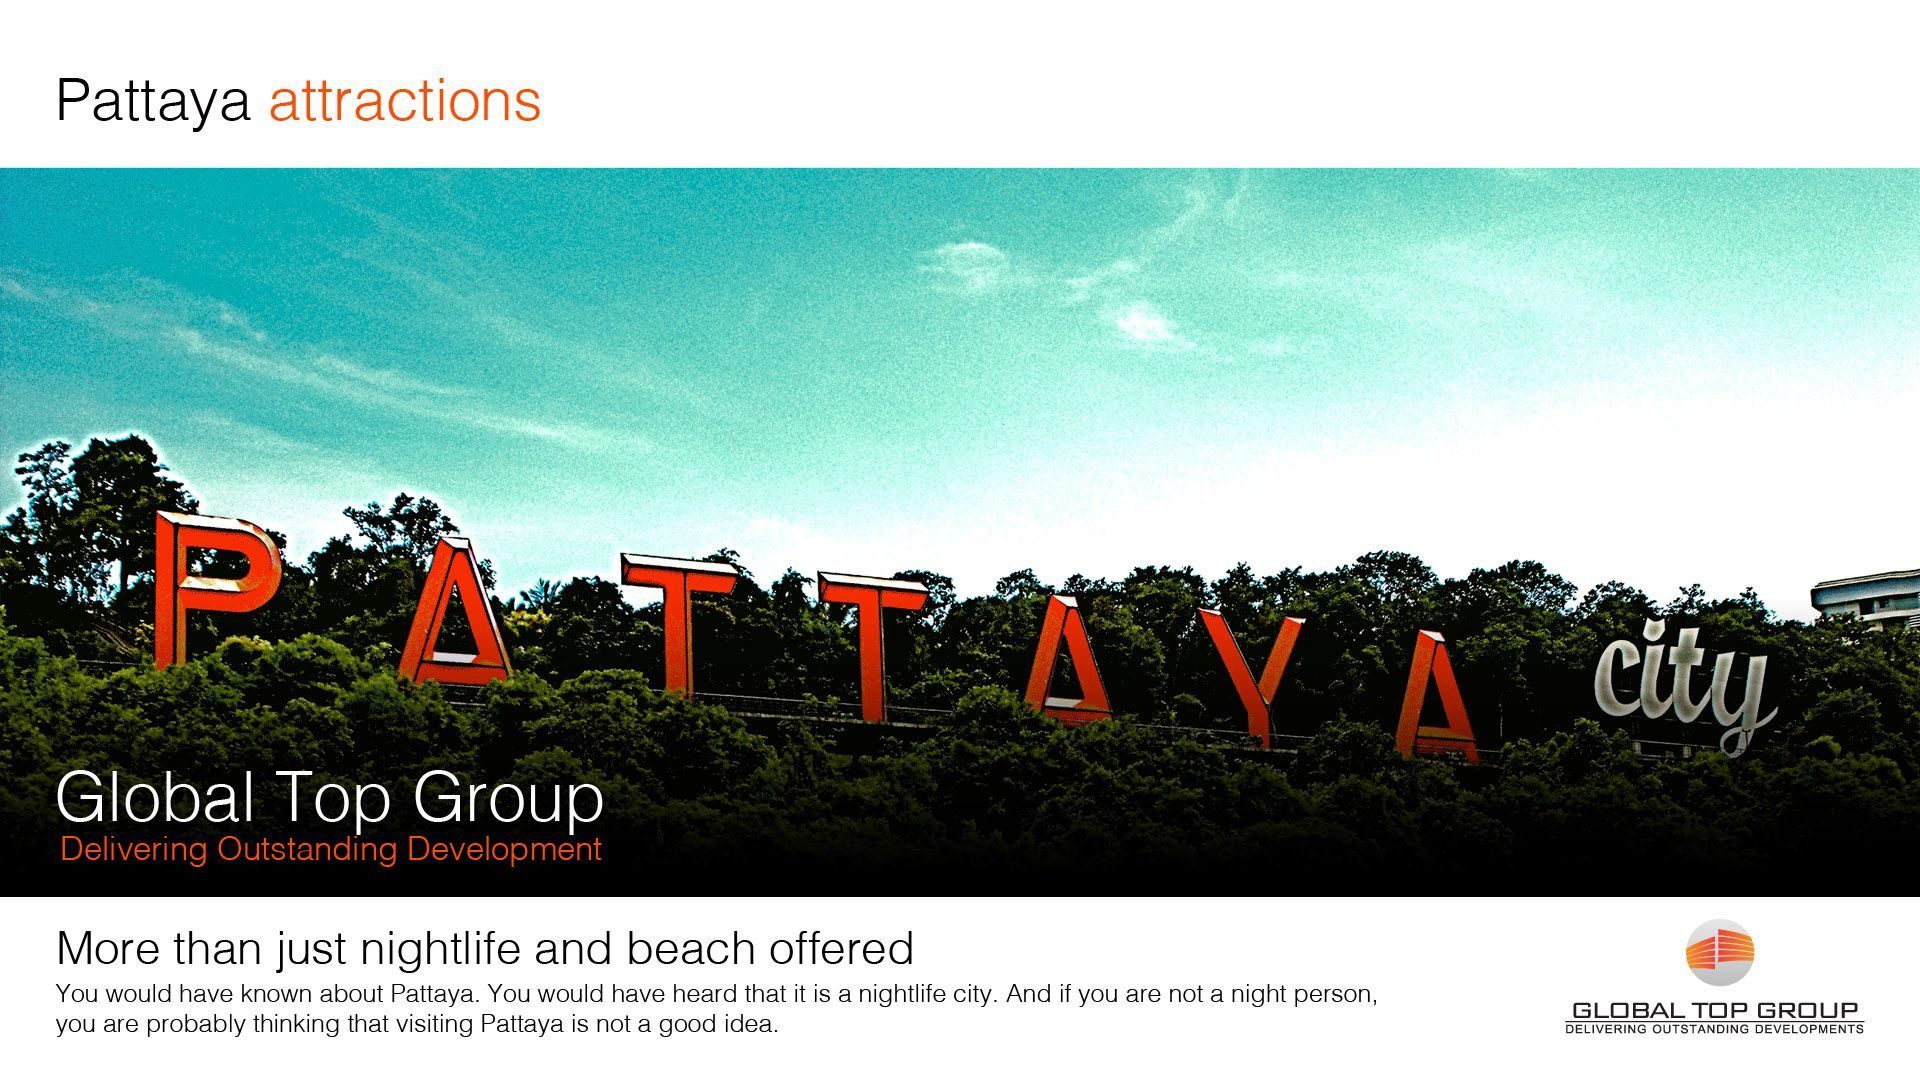 Pattaya attractions
PATTAYA city
Global Top Group
Delivering Outstanding Development
More than just nightlife and beach offered
You would have known about Pattaya. You would have heard that it is a nightlife city. And if you are not a night person,
you are probably thinking that visiting Pattaya is not a good idea.
GLOBAL TOP GROUP
DELIVERING OUTSTANDING DEVELOPMENTS